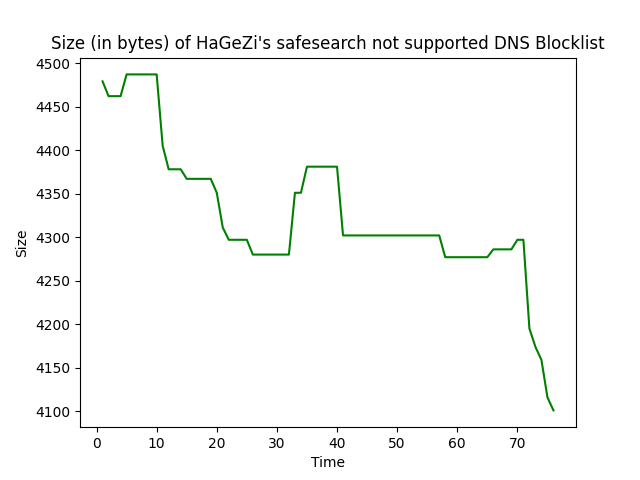 Size (in bytes) of HaGeZi's safesearch not supported DNS Blocklist
4500
4450
4400
4350
4300
4250
4200
4150
4100
Size
0 10 20 30 40 50 60 70
Time